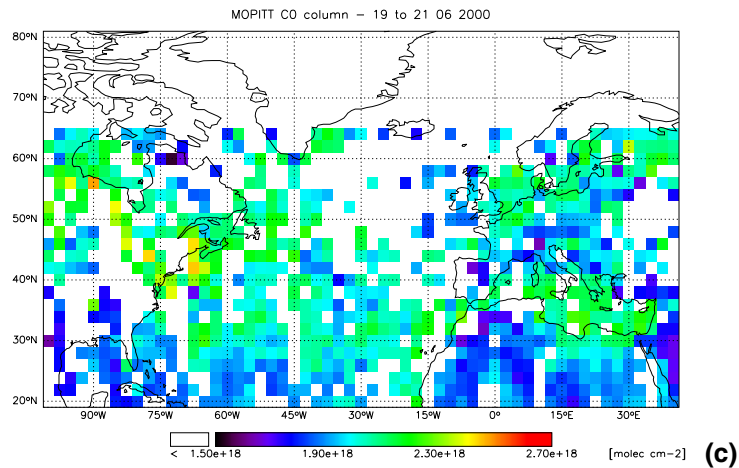 MOPITT CO column – 19 to 21 06 2000
80°N
70°N
60°N
50°N
40°N
30°N
20°N
90°W 75°W 60°W 45°W 30°W 15°W 0°E 15°E 30°E
< 1.50e+18 1.90e+18 2.30e+18 2.70e+18 [molec cm−2] (c)